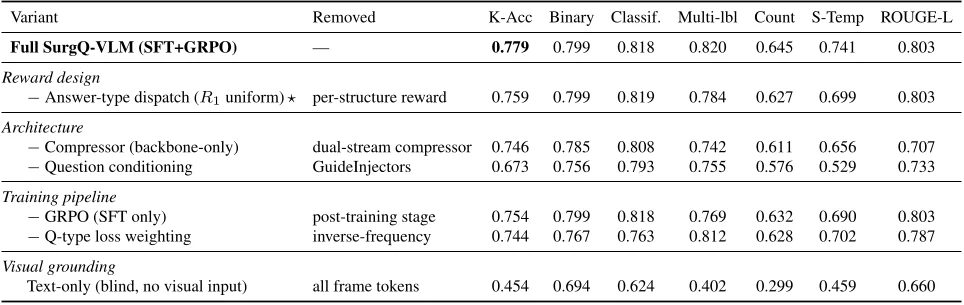 Variant Removed K-Acc Binary Classif. Multi-lbl Count S-Temp ROUGE-L
Full SurgQ-VLM (SFT+GRPO) — 0.779 0.799 0.818 0.820 0.645 0.741 0.803
Reward design
− Answer-type dispatch (R₁ uniform) ⋆ per-structure reward 0.759 0.799 0.819 0.784 0.627 0.699 0.803
Architecture
− Compressor (backbone-only) dual-stream compressor 0.746 0.785 0.808 0.742 0.611 0.656 0.707
− Question conditioning GuideInjectors 0.673 0.756 0.793 0.755 0.576 0.529 0.733
Training pipeline
− GRPO (SFT only) post-training stage 0.754 0.799 0.818 0.769 0.632 0.690 0.803
− Q-type loss weighting inverse-frequency 0.744 0.767 0.763 0.812 0.628 0.702 0.787
Visual grounding
Text-only (blind, no visual input) all frame tokens 0.454 0.694 0.624 0.402 0.299 0.459 0.660